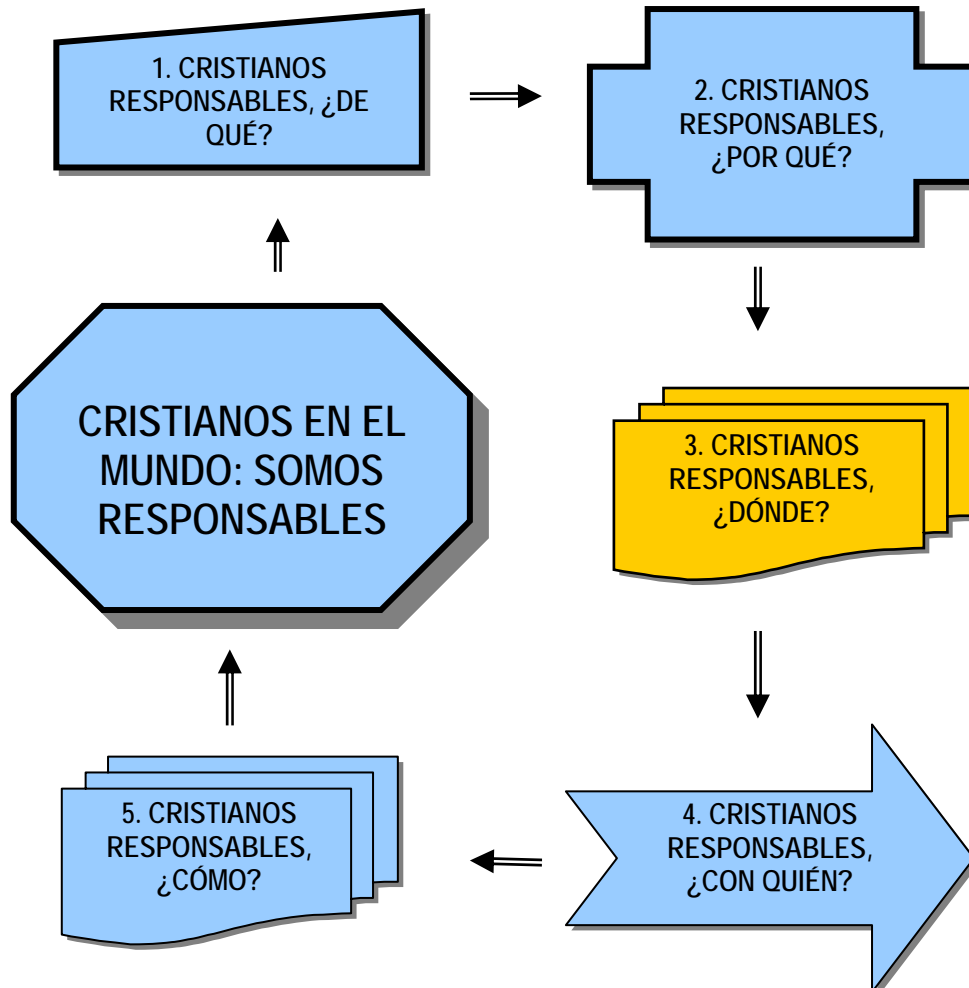 1. CRISTIANOS
RESPONSABLES, ¿DE
QUÉ?
2. CRISTIANOS
RESPONSABLES,
¿POR QUÉ?
CRISTIANOS EN EL
MUNDO: SOMOS
RESPONSABLES
3. CRISTIANOS
RESPONSABLES,
¿DÓNDE?
5. CRISTIANOS
RESPONSABLES,
¿CÓMO?
4. CRISTIANOS
RESPONSABLES,
¿CON QUIÉN?